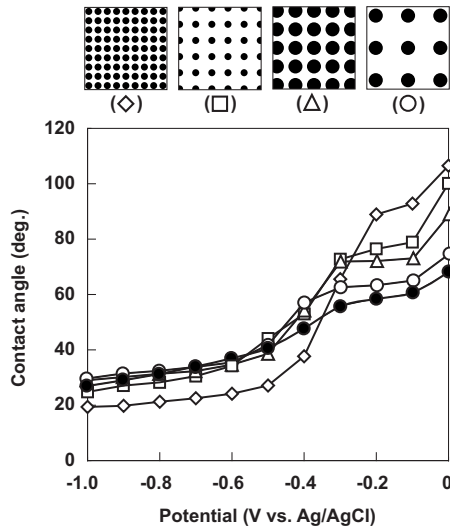 (◇) (□) (△) (○)
120
100
80
60
40
20
0
Contact angle (deg.)
-1.0 -0.8 -0.6 -0.4 -0.2 0
Potential (V vs. Ag/AgCl)